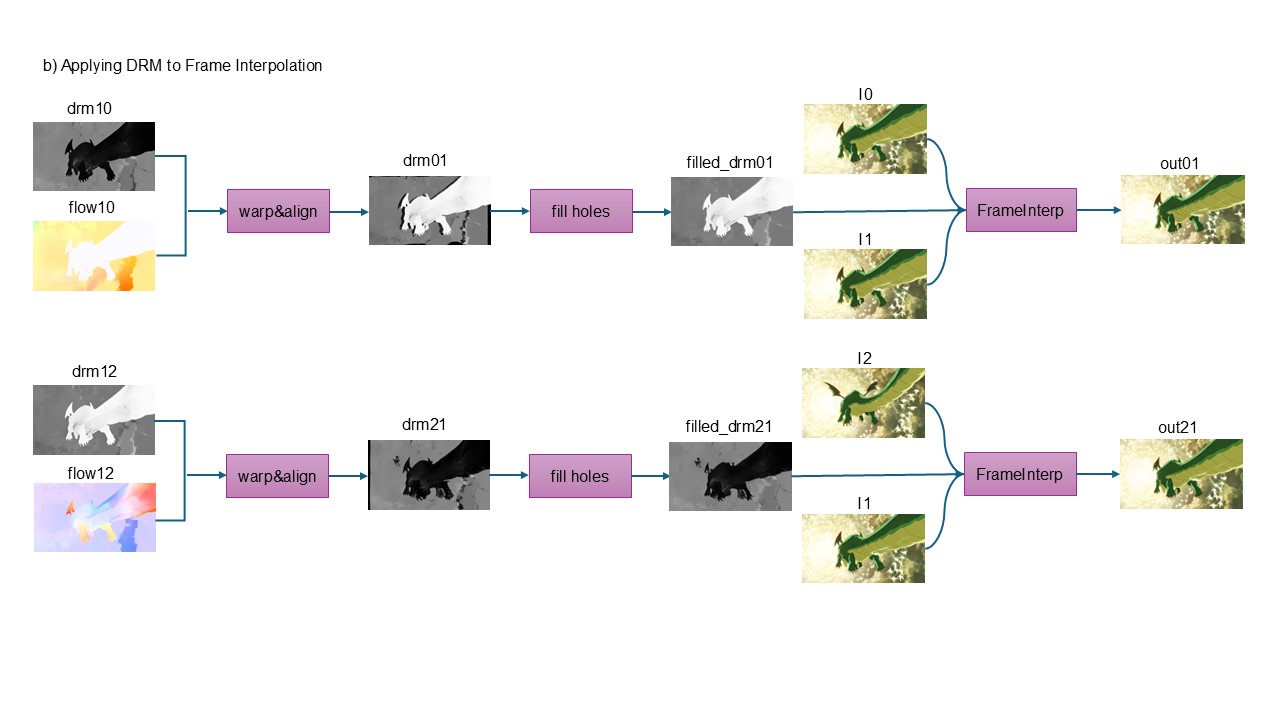 b) Applying DRM to Frame Interpolation
drm10
flow10
warp&align
drm01
fill holes
filled_drm01
I0
I1
FrameInterp
out01
drm12
flow12
warp&align
drm21
fill holes
filled_drm21
I2
I1
FrameInterp
out21